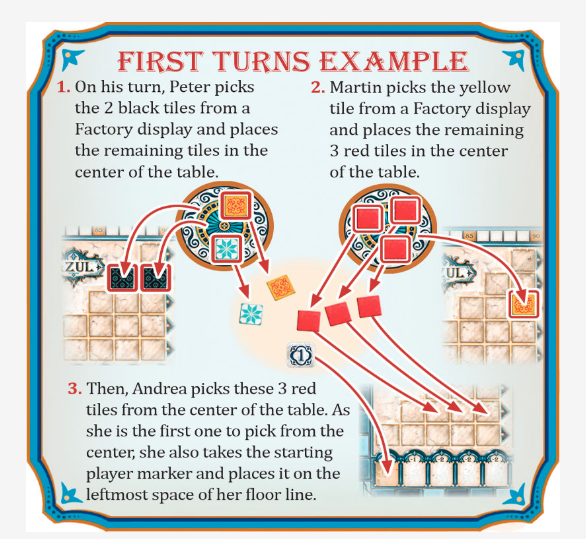 FIRST TURNS EXAMPLE
1. On his turn, Peter picks
the 2 black tiles from a
Factory display and places
the remaining tiles in the
center of the table.
2. Martin picks the yellow
tile from a Factory display
and places the remaining
3 red tiles in the center
of the table.
ZUL
UL
1
3. Then, Andrea picks these 3 red
tiles from the center of the table. As
she is the first one to pick from the
center, she also takes the starting
player marker and places it on the
leftmost space of her floor line.
-1 -2 -2